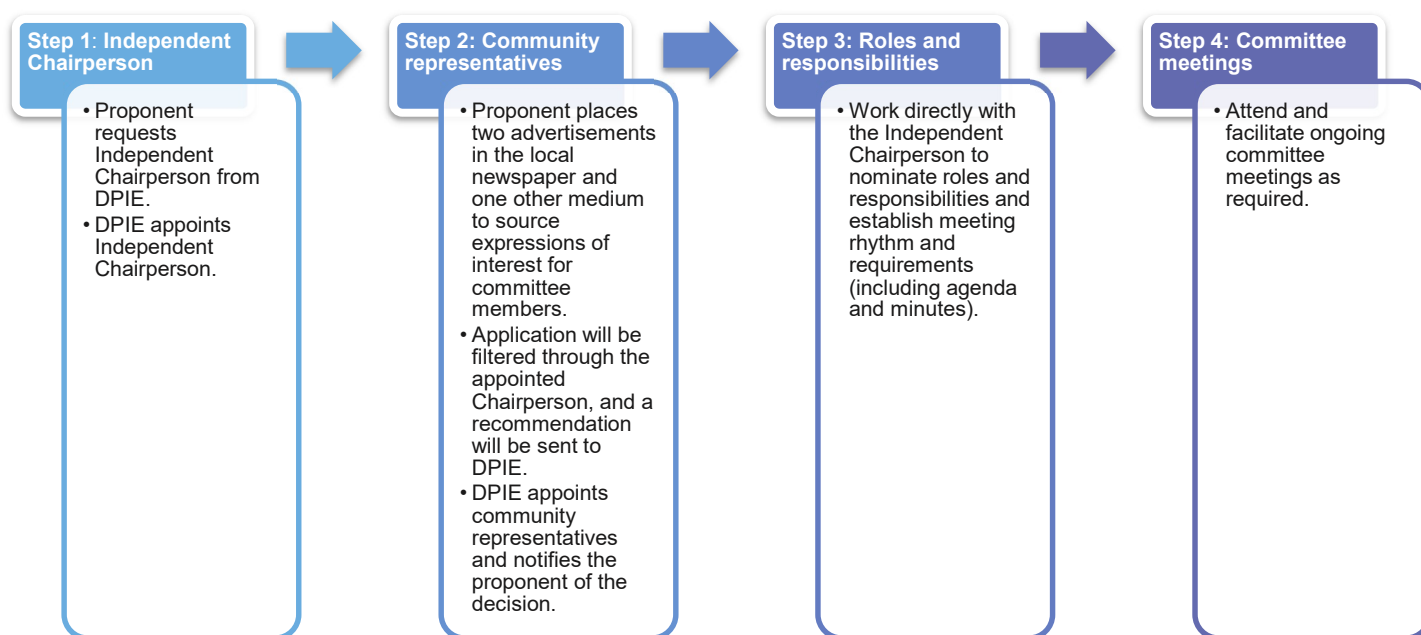 Step 1: Independent
Chairperson
• Proponent
requests
Independent
Chairperson from
DPIE.
• DPIE appoints
Independent
Chairperson.
Step 2: Community
representatives
• Proponent places
two advertisements
in the local
newspaper and
one other medium
to source
expressions of
interest for
committee
members.
• Application will be
filtered through the
appointed
Chairperson, and a
recommendation
will be sent to
DPIE.
• DPIE appoints
community
representatives
and notifies the
proponent of the
decision.
Step 3: Roles and
responsibilities
• Work directly with
the Independent
Chairperson to
nominate roles and
responsibilities and
establish meeting
rhythm and
requirements
(including agenda
and minutes).
Step 4: Committee
meetings
• Attend and
facilitate ongoing
committee
meetings as
required.